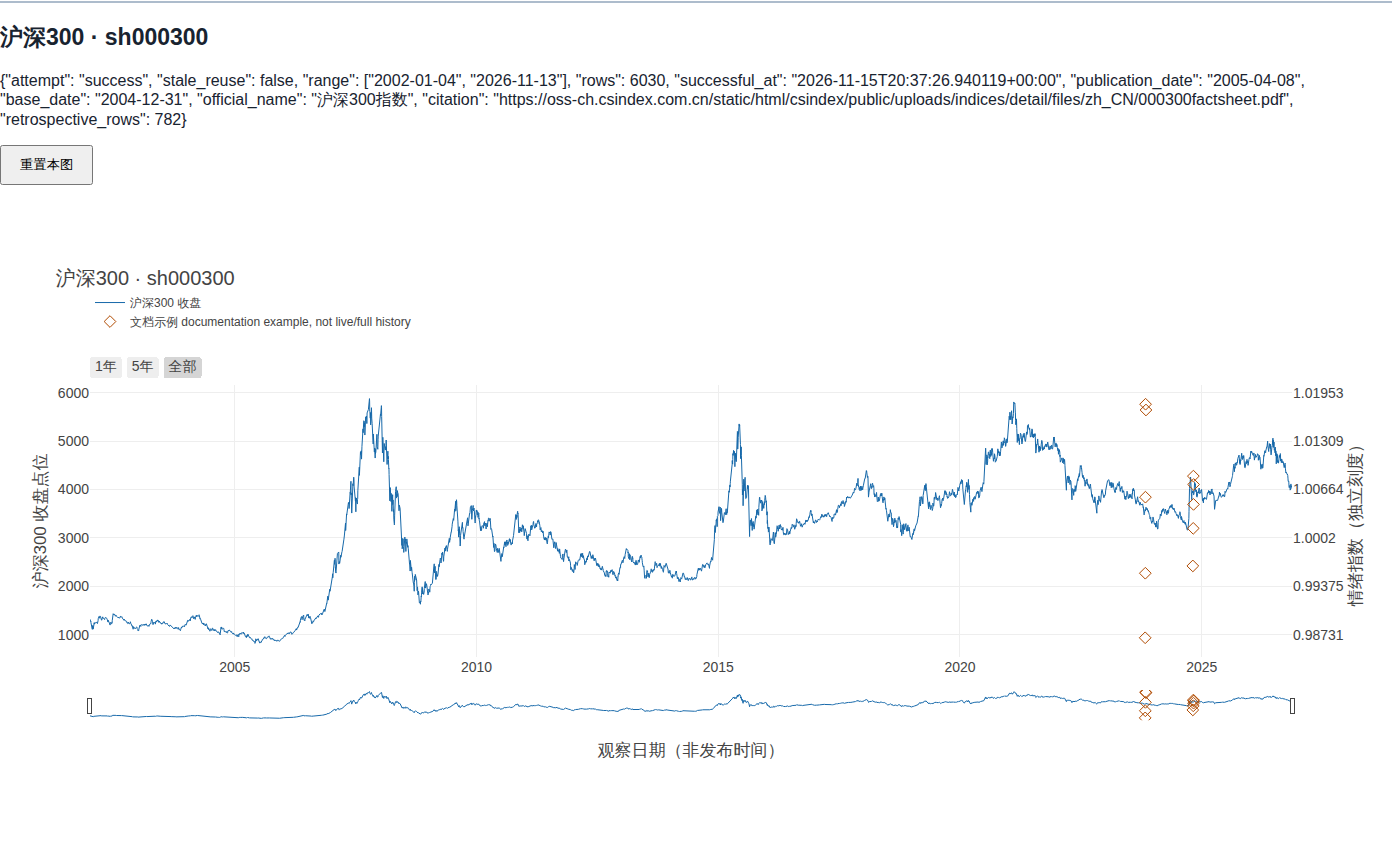 沪深300 · sh000300
{"attempt": "success", "stale_reuse": false, "range": ["2002-01-04", "2026-11-13"], "rows": 6030, "successful_at": "2026-11-15T20:37:26.940119+00:00", "publication_date": "2005-04-08",
"base_date": "2004-12-31", "official_name": "沪深300指数", "citation": "https://oss-ch.csindex.com.cn/static/html/csindex/public/uploads/indices/detail/files/zh_CN/000300factsheet.pdf",
"retrospective_rows": 782}
重置本图
沪深300 · sh000300
沪深300 收盘
文档示例 documentation example, not live/full history
1年 5年 全部
沪深300 收盘点位
6000
5000
4000
3000
2000
1000
1.01953
1.01309
1.00664
1.0002
0.99375
0.98731
情绪指数（独立刻度）
2005 2010 2015 2020 2025
观察日期（非发布时间）